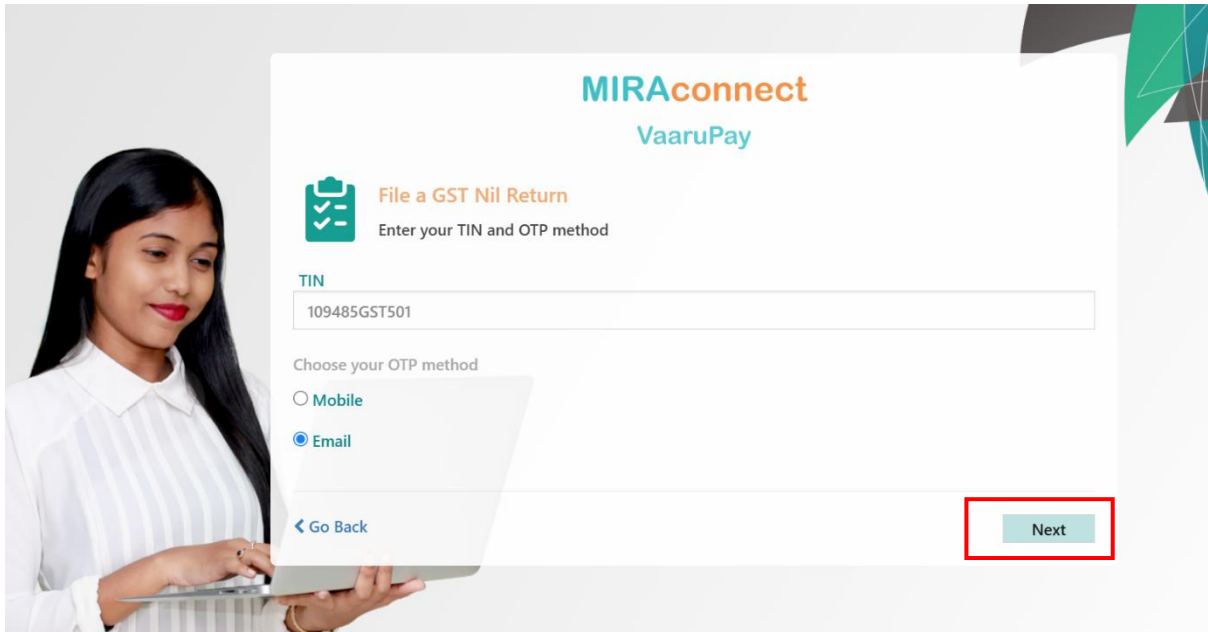 MIRAconnect
VaaruPay
File a GST Nil Return
Enter your TIN and OTP method
TIN
109485GST501
Choose your OTP method
Mobile
Email
Go Back
Next